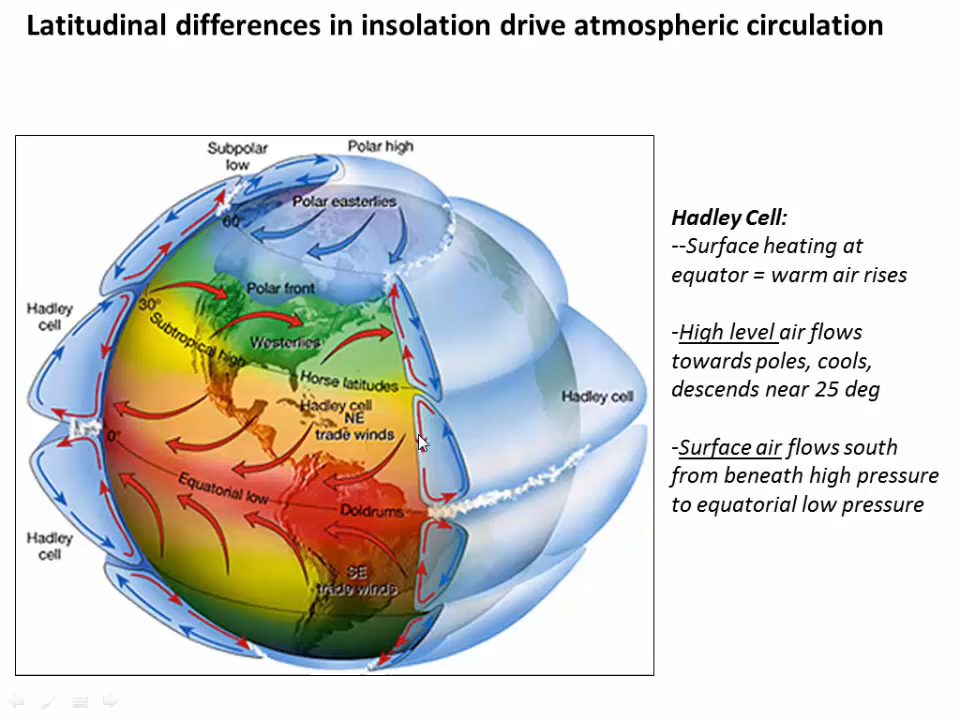 Latitudinal differences in insolation drive atmospheric circulation
Subpolar
low
Polar high
Polar easterlies
60°
Polar front
30°
Hadley
cell
Subtropical high
Westerlies
Horse latitudes
Hadley cell
NE
trade winds
Hadley cell
0°
Equatorial low
Doldrums
Hadley
cell
SE
trade winds
Hadley Cell:
--Surface heating at
equator = warm air rises
-High level air flows
towards poles, cools,
descends near 25 deg
-Surface air flows south
from beneath high pressure
to equatorial low pressure